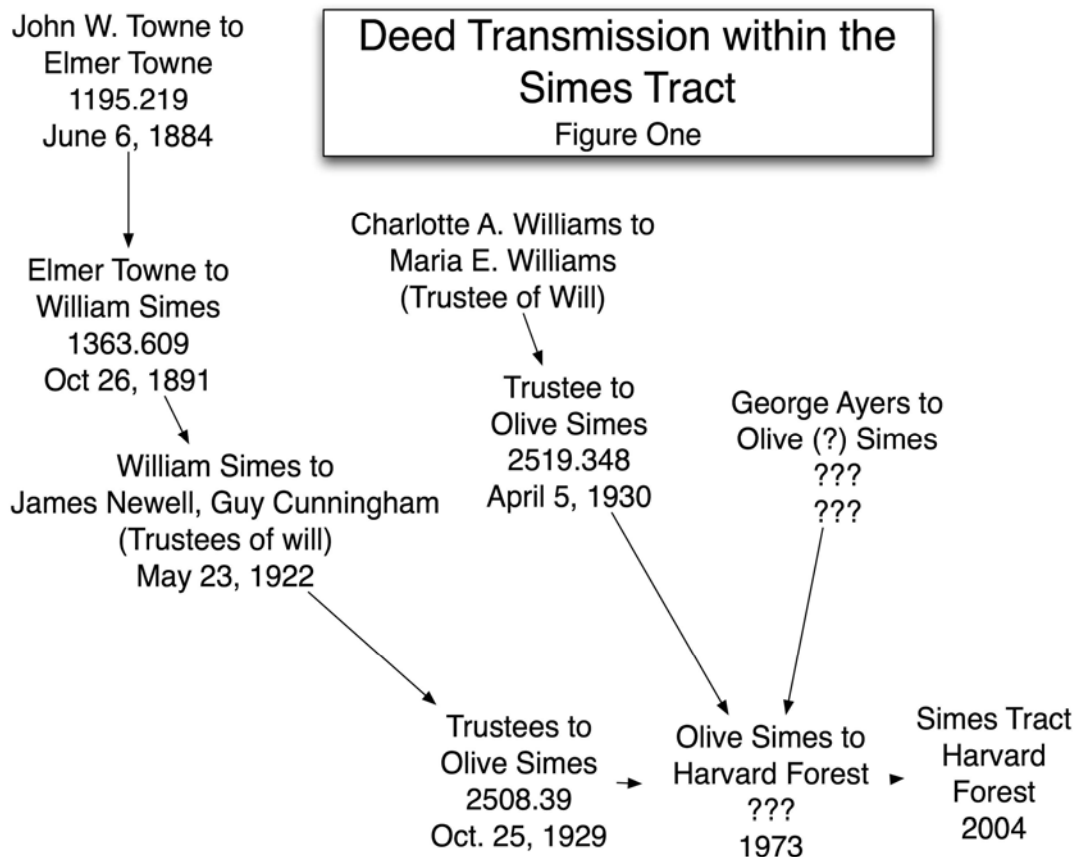 Deed Transmission within the
Simes Tract
Figure One
John W. Towne to
Elmer Towne
1195.219
June 6, 1884
Elmer Towne to
William Simes
1363.609
Oct 26, 1891
William Simes to
James Newell, Guy Cunningham
(Trustees of will)
May 23, 1922
Charlotte A. Williams to
Maria E. Williams
(Trustee of Will)
Trustee to
Olive Simes
2519.348
April 5, 1930
George Ayers to
Olive (?) Simes
???
???
Trustees to
Olive Simes
2508.39
Oct. 25, 1929
Olive Simes to
Harvard Forest
???
1973
Simes Tract
Harvard
Forest
2004